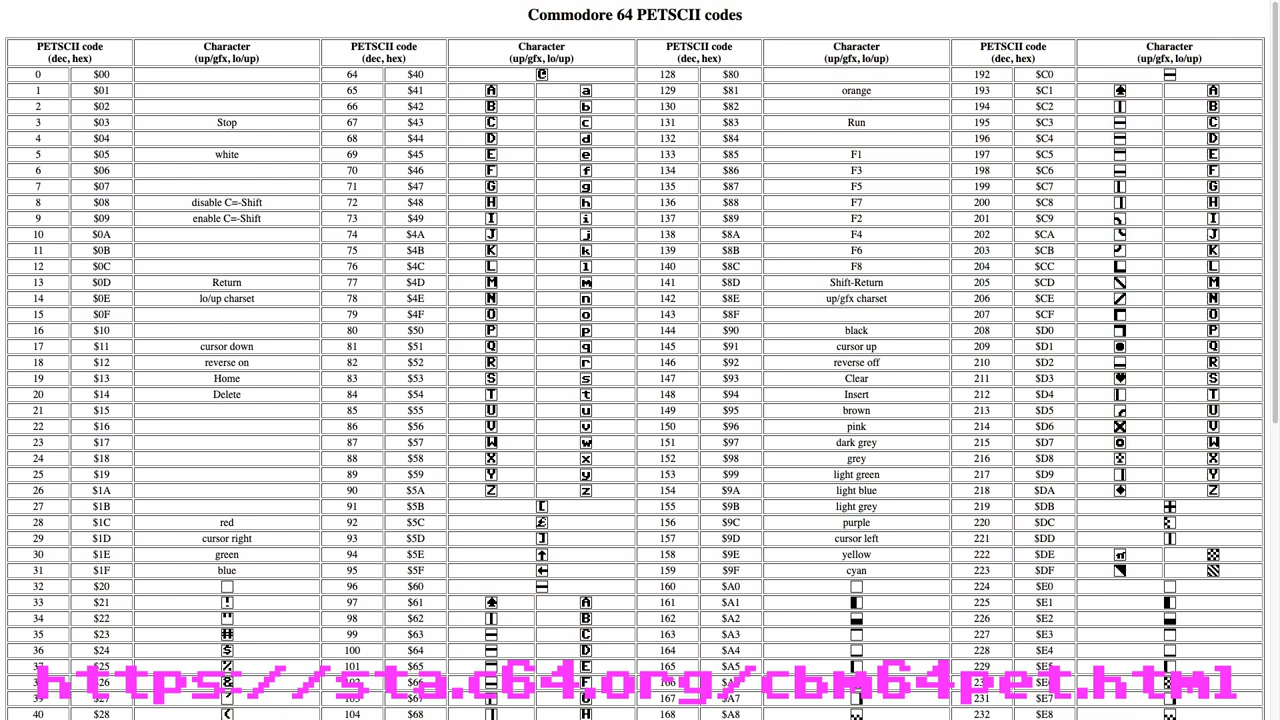 Commodore 64 PETSCII codes
PETSCII code (dec, hex) Character (up/gfx, lo/up) PETSCII code (dec, hex) Character (up/gfx, lo/up) PETSCII code (dec, hex) Character (up/gfx, lo/up) PETSCII code (dec, hex) Character (up/gfx, lo/up)
0 $00 64 $40 @ 128 $80 192 $C0
1 $01 65 $41 A a 129 $81 orange 193 $C1 A
2 $02 66 $42 B b 130 $82 194 $C2 B
3 $03 Stop 67 $43 C c 131 $83 Run 195 $C3 C
4 $04 68 $44 D d 132 $84 196 $C4 D
5 $05 white 69 $45 E e 133 $85 F1 197 $C5 E
6 $06 70 $46 F f 134 $86 F3 198 $C6 F
7 $07 71 $47 G g 135 $87 F5 199 $C7 G
8 $08 disable C=-Shift 72 $48 H h 136 $88 F7 200 $C8 H
9 $09 enable C=-Shift 73 $49 I i 137 $89 F2 201 $C9 I
10 $0A 74 $4A J j 138 $8A F4 202 $CA J
11 $0B 75 $4B K k 139 $8B F6 203 $CB K
12 $0C 76 $4C L l 140 $8C F8 204 $CC L
13 $0D Return 77 $4D M m 141 $8D Shift-Return 205 $CD M
14 $0E lo/up charset 78 $4E N n 142 $8E up/gfx charset 206 $CE N
15 $0F 79 $4F O o 143 $8F 207 $CF O
16 $10 80 $50 P p 144 $90 black 208 $D0 P
17 $11 cursor down 81 $51 Q q 145 $91 cursor up 209 $D1 Q
18 $12 reverse on 82 $52 R r 146 $92 reverse off 210 $D2 R
19 $13 Home 83 $53 S s 147 $93 Clear 211 $D3 S
20 $14 Delete 84 $54 T t 148 $94 Insert 212 $D4 T
21 $15 85 $55 U u 149 $95 brown 213 $D5 U
22 $16 86 $56 V v 150 $96 pink 214 $D6 V
23 $17 87 $57 W w 151 $97 dark grey 215 $D7 W
24 $18 88 $58 X x 152 $98 grey 216 $D8 X
25 $19 89 $59 Y y 153 $99 light green 217 $D9 Y
26 $1A 90 $5A Z z 154 $9A light blue 218 $DA Z
27 $1B 91 $5B [ 155 $9B light grey 219 $DB
28 $1C red 92 $5C £ 156 $9C purple 220 $DC
29 $1D cursor right 93 $5D ] 157 $9D cursor left 221 $DD
30 $1E green 94 $5E ↑ 158 $9E yellow 222 $DE π
31 $1F blue 95 $5F ← 159 $9F cyan 223 $DF
32 $20 96 $60 160 $A0 224 $E0
33 $21 ! 97 $61 A 161 $A1 225 $E1
34 $22 " 98 $62 B 162 $A2 226 $E2
35 $23 # 99 $63 C 163 $A3 227 $E3
36 $24 $ 100 $64 D 164 $A4 228 $E4
37 $25 % 101 $65 E 165 $A5 229 $E5
https://sta.c64.org/cbm64pet.html
$26 & $66 F $E6
$27 ' $67 G 167 $A7 231 $E7
40 $28 ( 104 $68 H 168 $A8 232 $E8